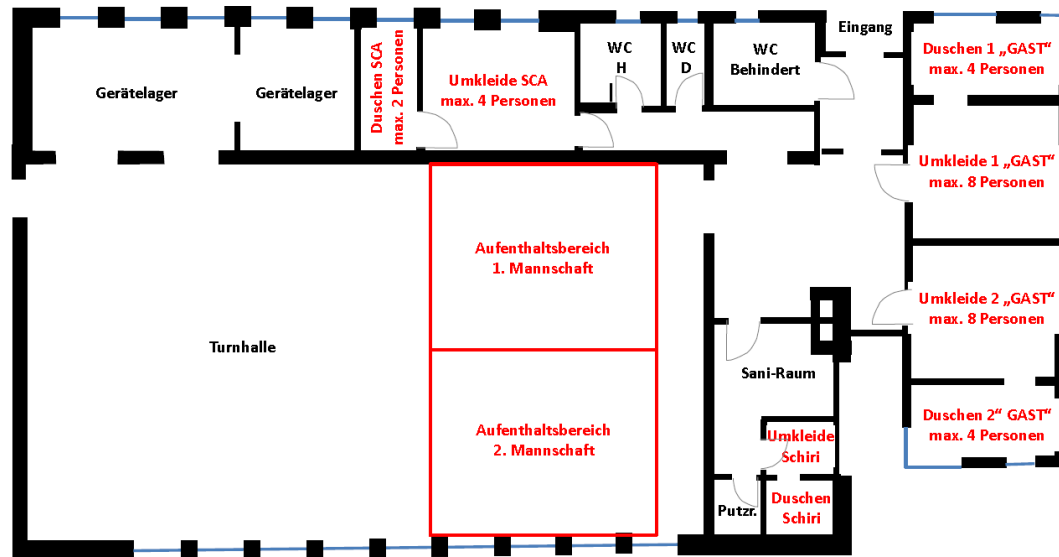 Eingang
Gerätelager
Gerätelager
Duschen SCA
max. 2 Personen
Umkleide SCA
max. 4 Personen
WC
H
WC
D
WC
Behindert
Duschen 1 „GAST“
max. 4 Personen
Umkleide 1 „GAST“
max. 8 Personen
Aufenthaltsbereich
1. Mannschaft
Umkleide 2 „GAST“
max. 8 Personen
Turnhalle
Sani-Raum
Aufenthaltsbereich
2. Mannschaft
Umkleide
Schiri
Duschen 2“ GAST“
max. 4 Personen
Putzr.
Duschen
Schiri